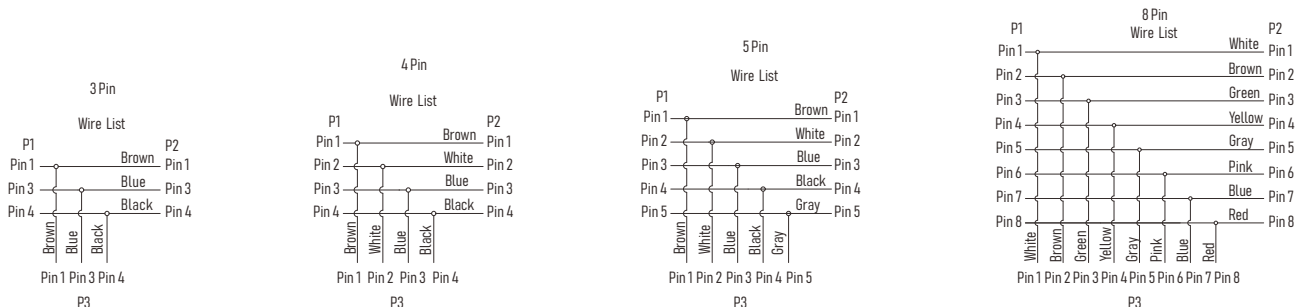 3 Pin
Wire List
P1 P2
Pin 1 Brown Pin 1
Pin 3 Blue Pin 3
Pin 4 Black Pin 4
Brown Blue Black
Pin 1 Pin 3 Pin 4
P3
4 Pin
Wire List
P1 P2
Pin 1 Brown Pin 1
Pin 2 White Pin 2
Pin 3 Blue Pin 3
Pin 4 Black Pin 4
Brown White Blue Black
Pin 1 Pin 2 Pin 3 Pin 4
P3
5 Pin
Wire List
P1 P2
Pin 1 Brown Pin 1
Pin 2 White Pin 2
Pin 3 Blue Pin 3
Pin 4 Black Pin 4
Pin 5 Gray Pin 5
Brown White Blue Black Gray
Pin 1 Pin 2 Pin 3 Pin 4 Pin 5
P3
8 Pin
Wire List
P1 P2
Pin 1 White Pin 1
Pin 2 Brown Pin 2
Pin 3 Green Pin 3
Pin 4 Yellow Pin 4
Pin 5 Gray Pin 5
Pin 6 Pink Pin 6
Pin 7 Blue Pin 7
Pin 8 Red Pin 8
White Brown Green Yellow Gray Pink Blue Red
Pin 1 Pin 2 Pin 3 Pin 4 Pin 5 Pin 6 Pin 7 Pin 8
P3